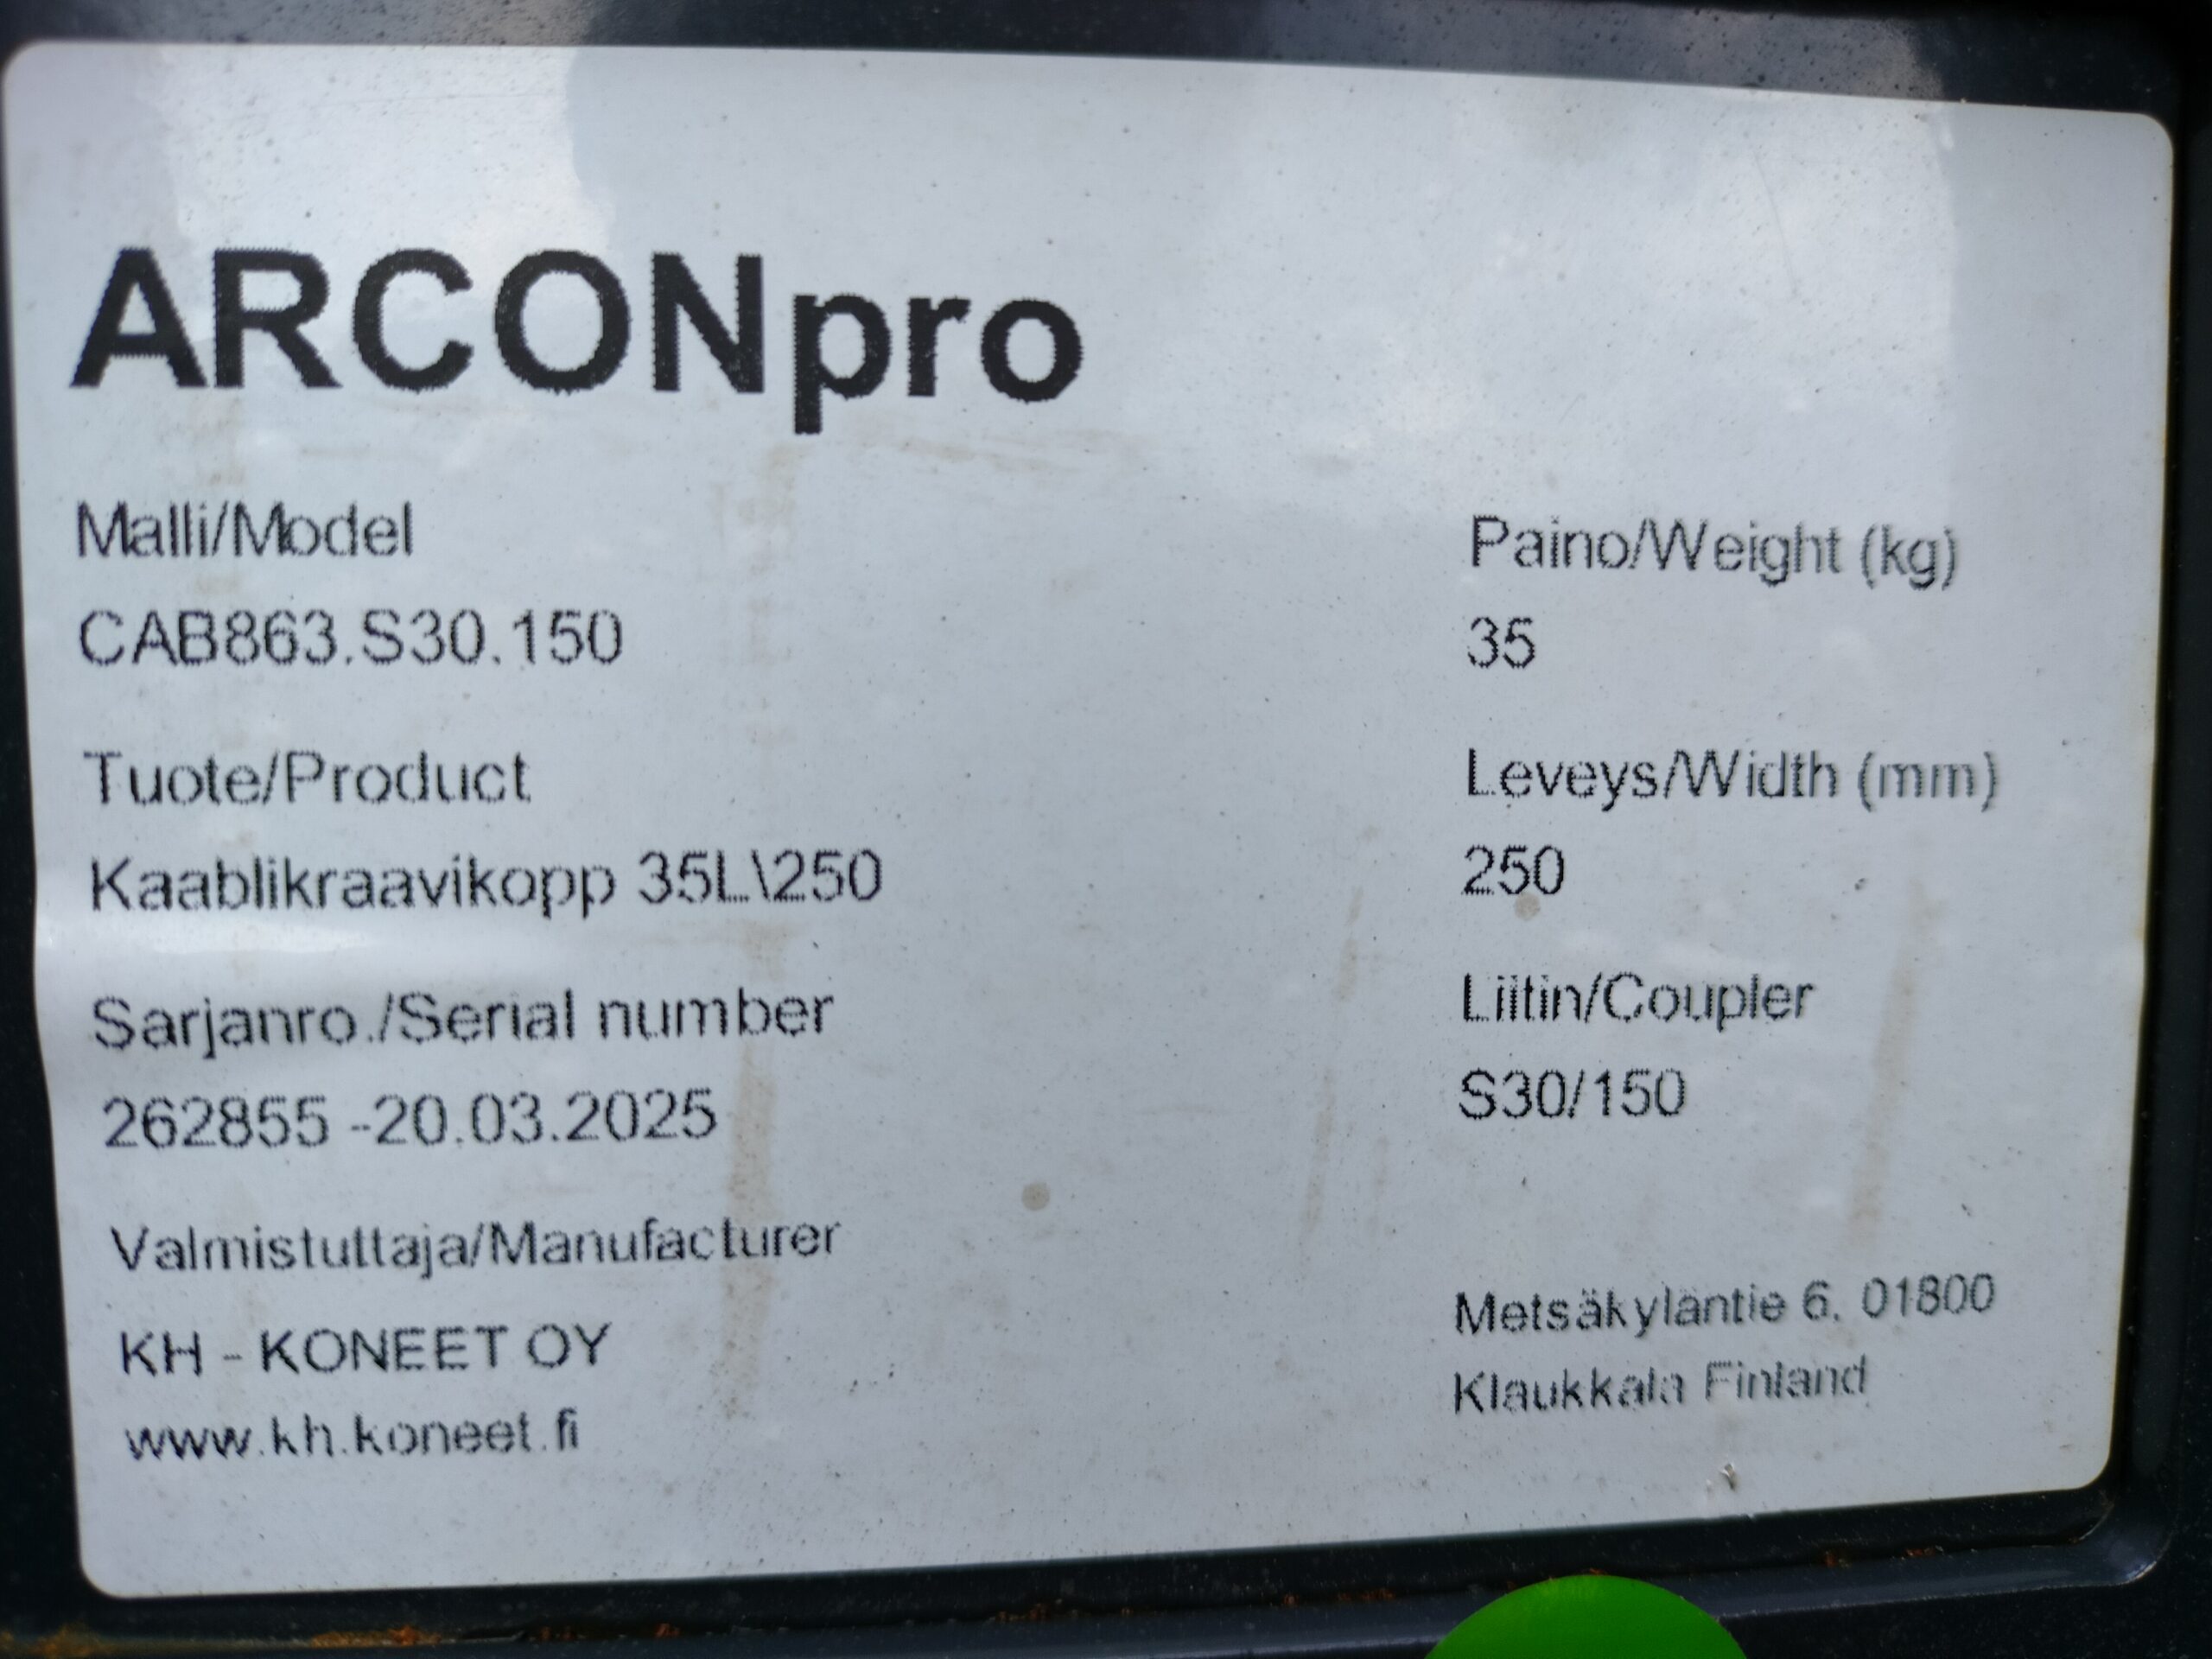 ARCONpro
Malli/Model
CAB863.S30.150
Tuote/Product
Kaablikraavikopp 35L\250
Sarjanro./Serial number
262855 -20.03.2025
Valmistuttaja/Manufacturer
KH - KONEET OY
www.kh.koneet.fi
Paino/Weight (kg)
35
Leveys/Width (mm)
250
Liitin/Coupler
S30/150
Metsäkyläntie 6, 01800
Klaukkala Finland